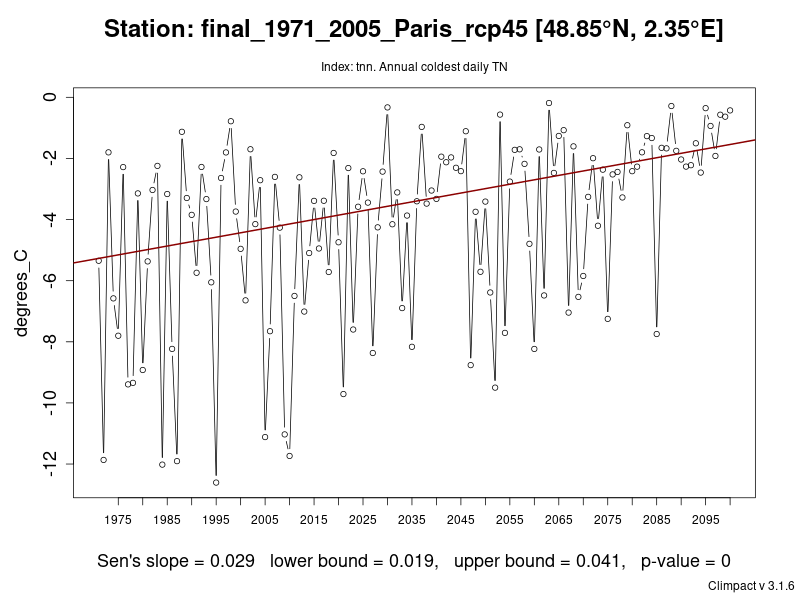 Station: final_1971_2005_Paris_rcp45 [48.85°N, 2.35°E]
Index: tnn. Annual coldest daily TN
degrees_C
0
-2
-4
-6
-8
-10
-12
1975 1985 1995 2005 2015 2025 2035 2045 2055 2065 2075 2085 2095
Sen's slope = 0.029 lower bound = 0.019, upper bound = 0.041, p-value = 0
Climpact v 3.1.6